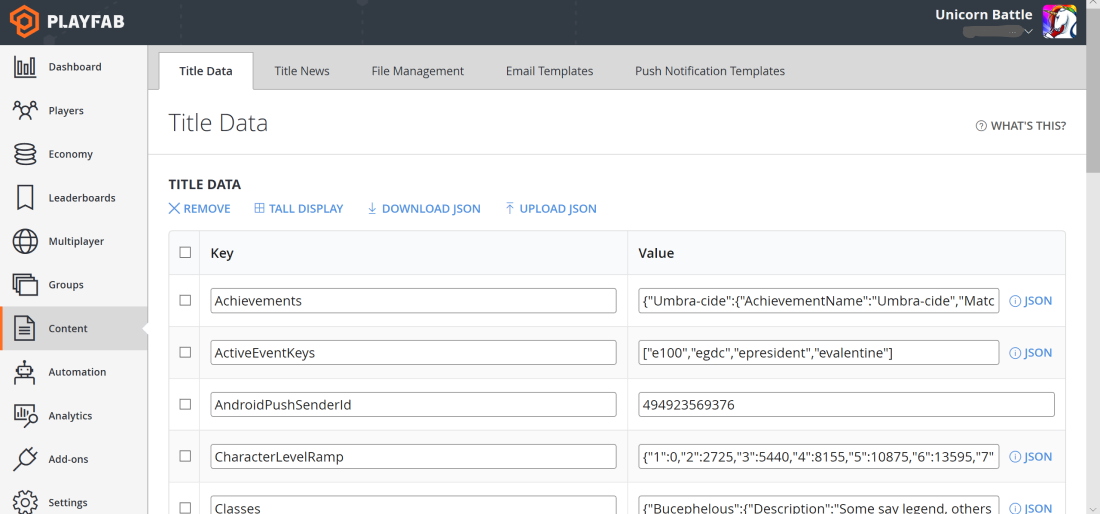 PLAYFAB
Unicorn Battle
Dashboard
Players
Economy
Leaderboards
Multiplayer
Groups
Content
Automation
Analytics
Add-ons
Settings
Title Data Title News File Management Email Templates Push Notification Templates
Title Data
WHAT'S THIS?
TITLE DATA
REMOVE TALL DISPLAY DOWNLOAD JSON UPLOAD JSON
Key Value
Achievements {"Umbra-cide":{"AchievementName":"Umbra-cide","Matc JSON
ActiveEventKeys ["e100","egdc","epresident","evalentine"] JSON
AndroidPushSenderId 494923569376
CharacterLevelRamp {"1":0,"2":2725,"3":5440,"4":8155,"5":10875,"6":13595,"7" JSON
Classes {"Bucephelous":{"Description":"Some say legend, others JSON